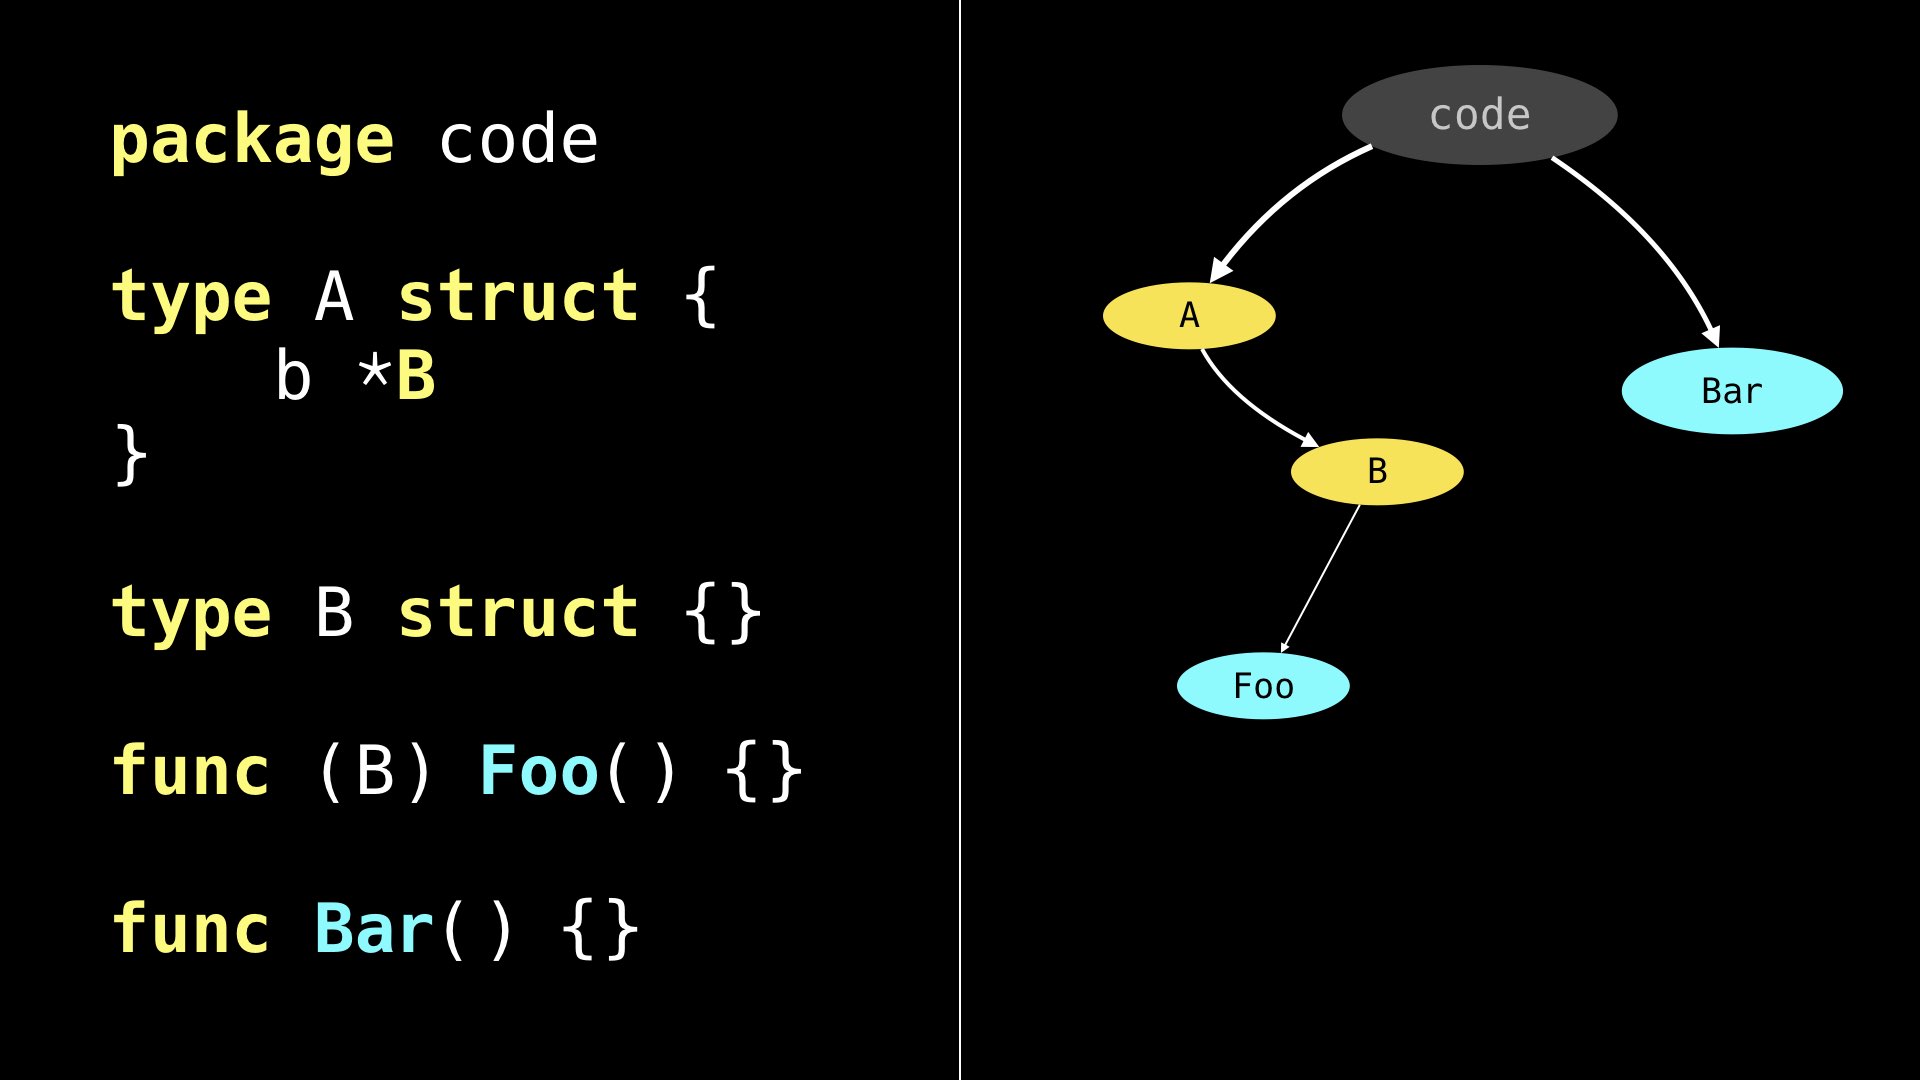 package code
type A struct {
    b *B
}
type B struct {}
func (B) Foo() {}
func Bar() {}
code
A
Bar
B
Foo